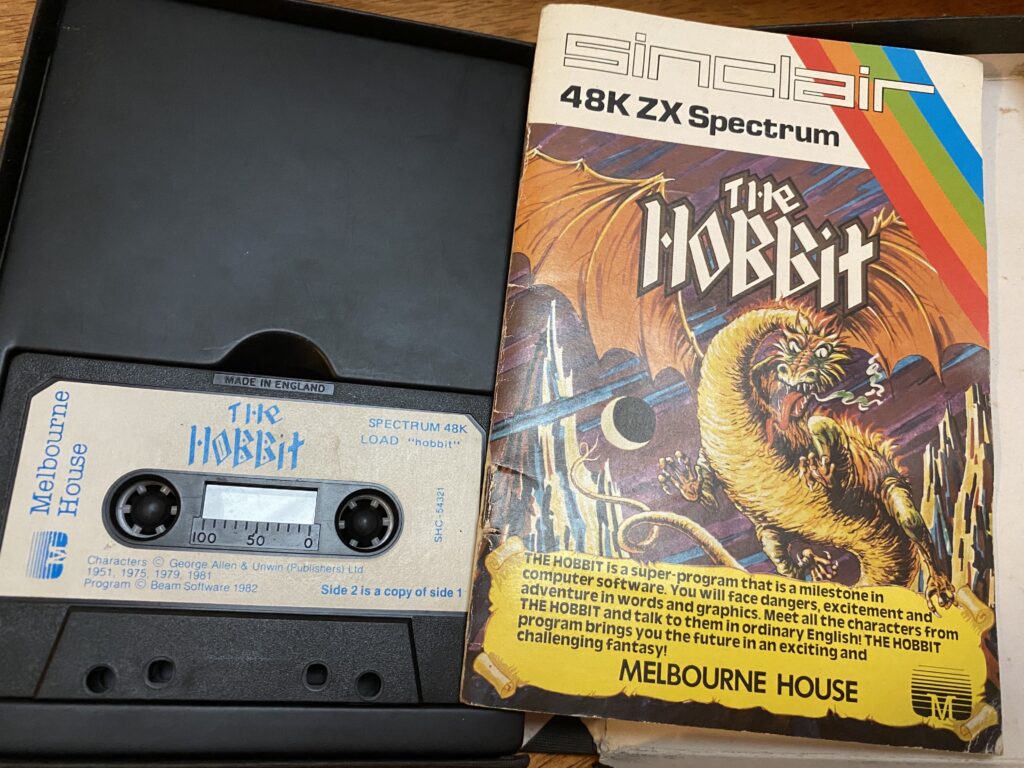 MADE IN ENGLAND
Melbourne
House
M
THE
HOBBIT
SPECTRUM 48K
LOAD "hobbit"
100 50 0
SHC-54321
Characters © George Allen & Unwin (Publishers) Ltd
1951, 1975, 1979, 1981
Program © Beam Software 1982
Side 2 is a copy of side 1
sinclair
48K ZX Spectrum
THE
HOBBIT
THE HOBBIT is a super-program that is a milestone in
computer software. You will face dangers, excitement and
adventure in words and graphics. Meet all the characters from
THE HOBBIT and talk to them in ordinary English! THE HOBBIT
program brings you the future in an exciting and
challenging fantasy!
MELBOURNE HOUSE
M